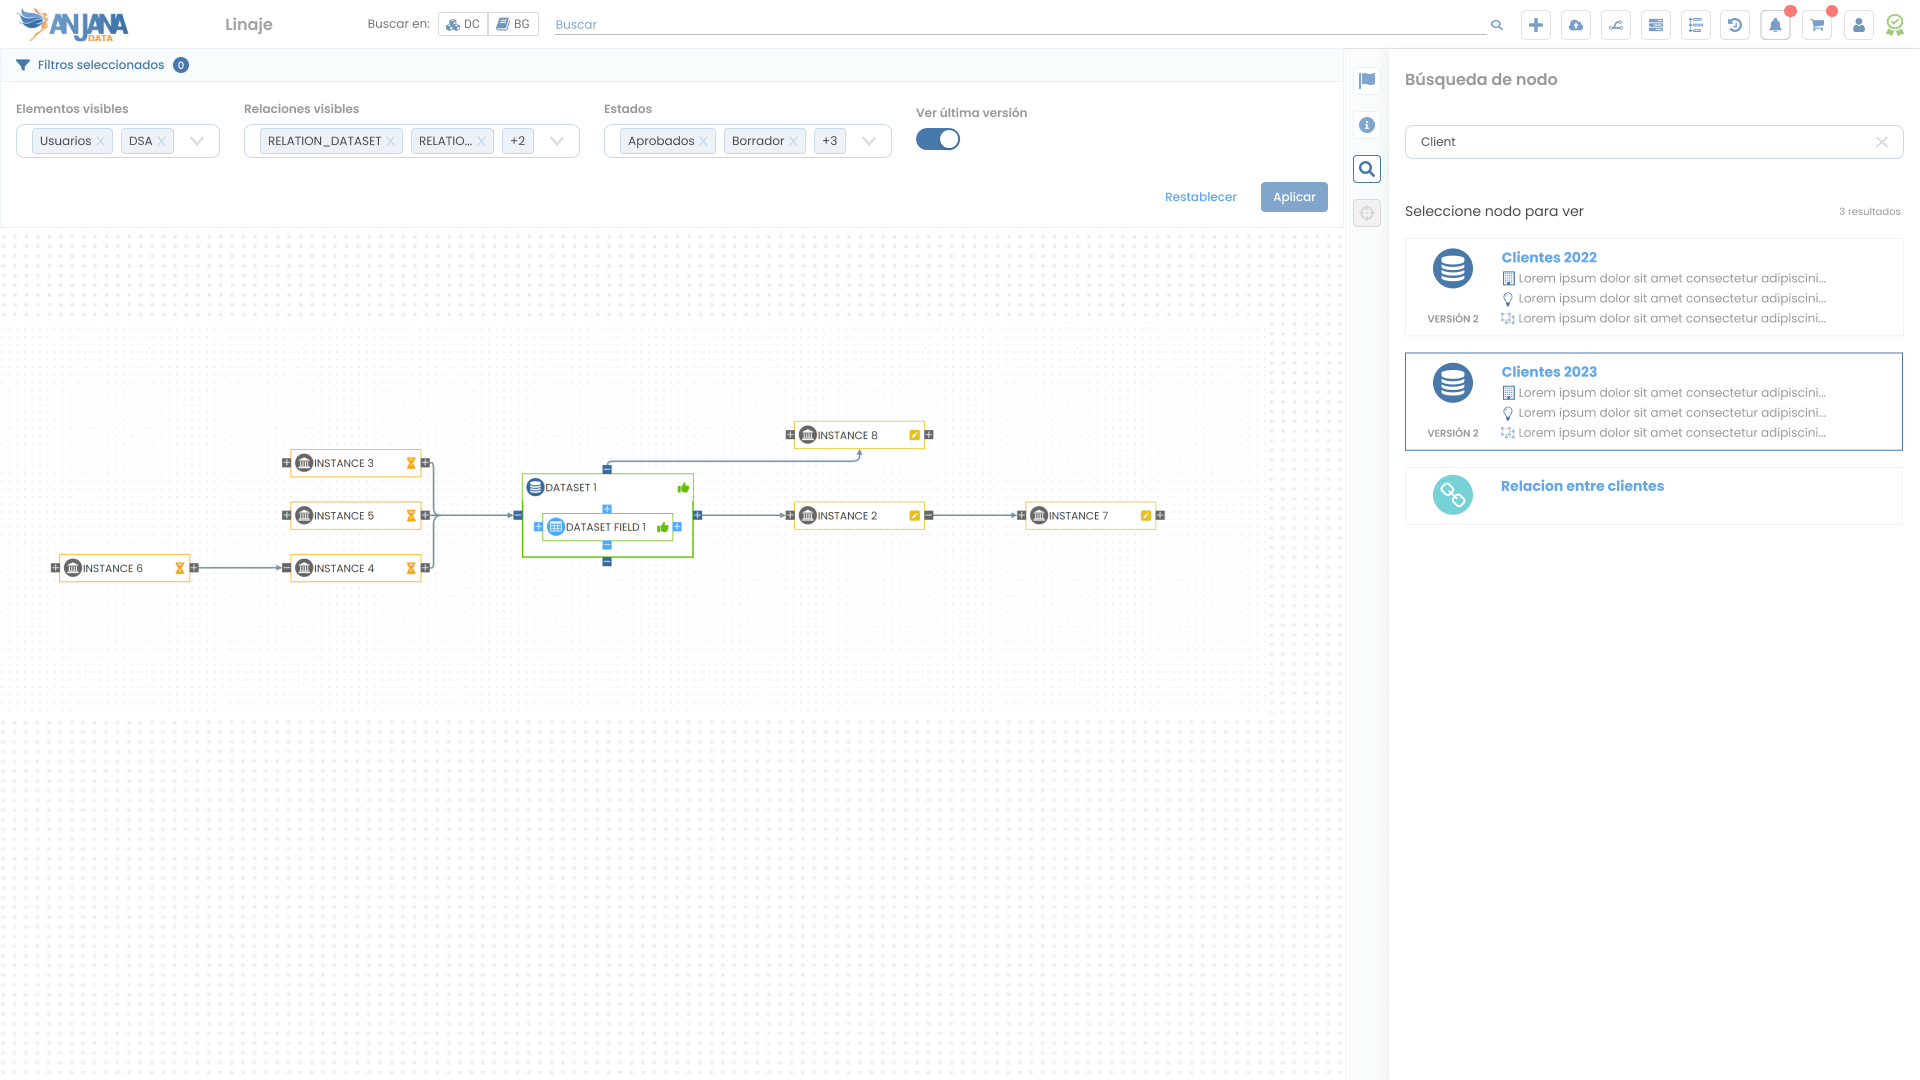 ANJANA DATA
Linaje
Buscar en:
DC
BG
Buscar
Filtros seleccionados 0
Elementos visibles
Usuarios
DSA
Relaciones visibles
RELATION_DATASET
RELATIO...
+2
Estados
Aprobados
Borrador
+3
Ver última versión
Restablecer
Aplicar
INSTANCE 8
INSTANCE 3
DATASET 1
INSTANCE 5
DATASET FIELD 1
INSTANCE 2
INSTANCE 7
INSTANCE 6
INSTANCE 4
Búsqueda de nodo
Client
Seleccione nodo para ver
3 resultados
Clientes 2022
Lorem ipsum dolor sit amet consectetur adipiscini...
Lorem ipsum dolor sit amet consectetur adipiscini...
VERSIÓN 2
Lorem ipsum dolor sit amet consectetur adipiscini...
Clientes 2023
Lorem ipsum dolor sit amet consectetur adipiscini...
Lorem ipsum dolor sit amet consectetur adipiscini...
VERSIÓN 2
Lorem ipsum dolor sit amet consectetur adipiscini...
Relacion entre clientes